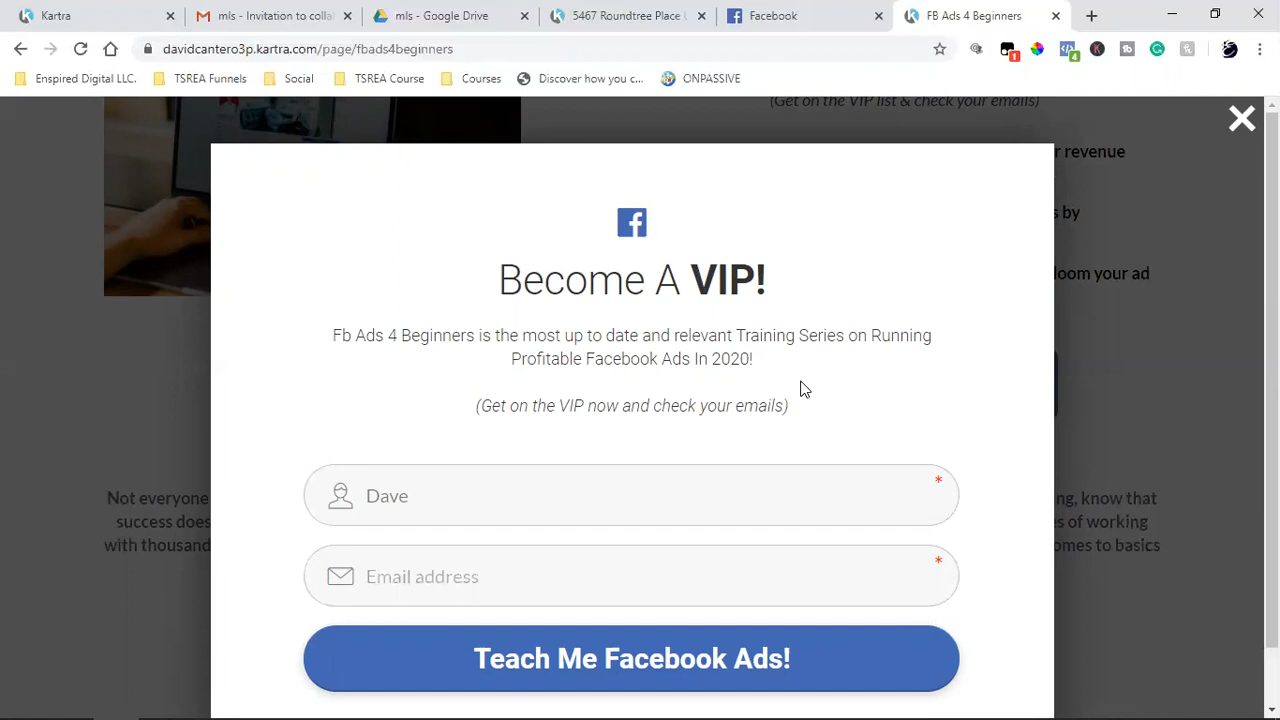 Kartra
mls - Invitation to colla
mls - Google Drive
5467 Roundtree Place U
Facebook
FB Ads 4 Beginners
davidcantero3p.kartra.com/page/fbads4beginners
1
4
Enspired Digital LLC.
TSREA Funnels
Social
TSREA Course
Courses
Discover how you c...
ONPASSIVE
(Get on the VIP list & check your emails)
r revenue
s by
loom your ad
Become A VIP!
Fb Ads 4 Beginners is the most up to date and relevant Training Series on Running
Profitable Facebook Ads In 2020!
(Get on the VIP now and check your emails)
Dave *
Email address *
Teach Me Facebook Ads!
Not everyone
success does
with thousand
ng, know that
es of working
omes to basics